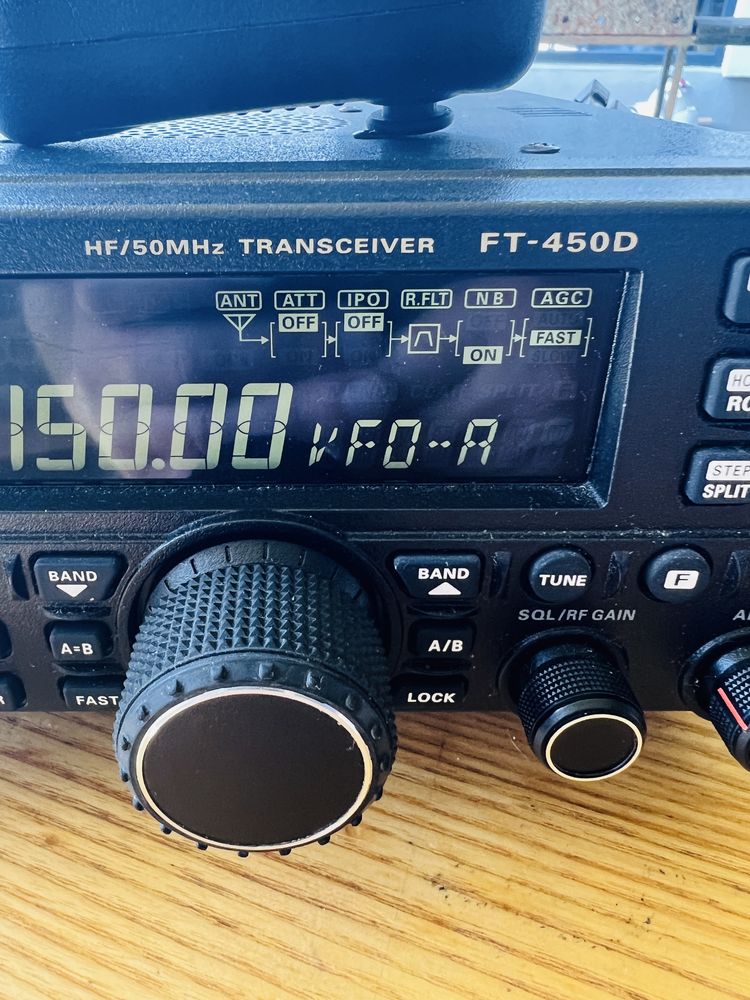 HF/50MHz TRANSCEIVER FT-450D
ANT ATT IPO R.FLT NB AGC
OFF OFF FAST
ON
150.00 VFO-A
STEP
SPLIT
BAND BAND TUNE F
SQL/RF GAIN
A=B A/B
FAST LOCK